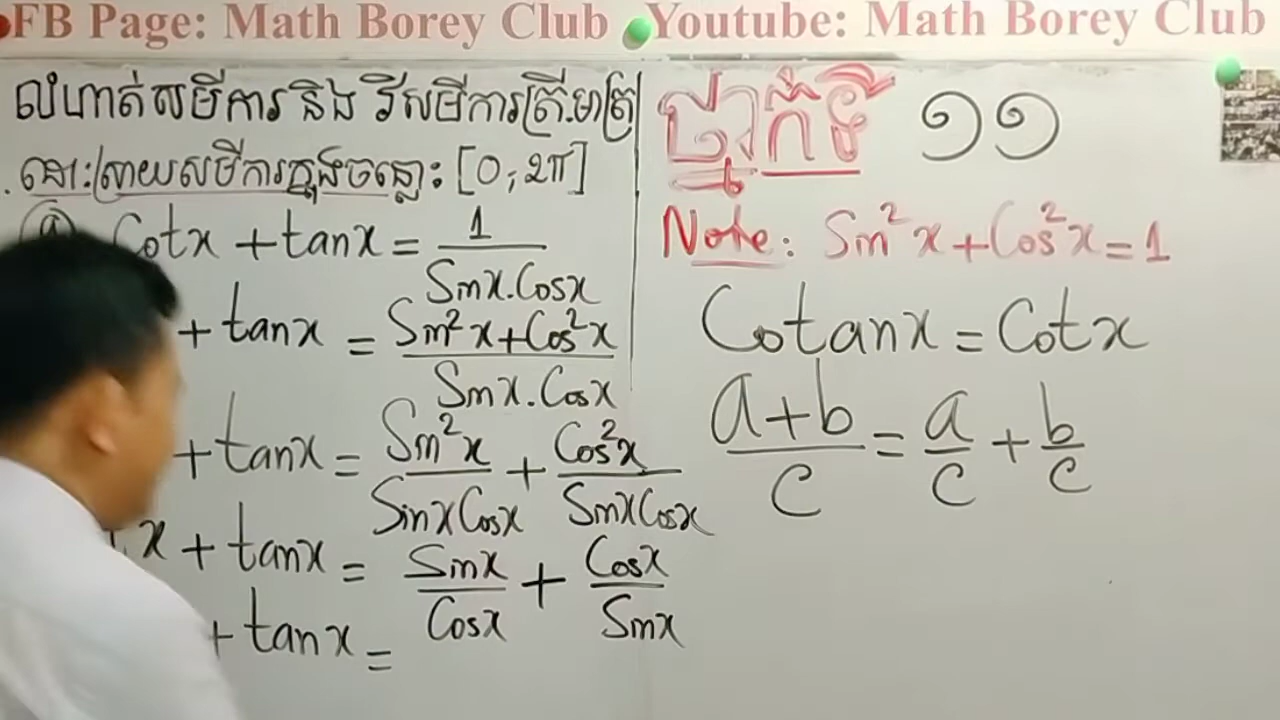 FB Page: Math Borey Club Youtube: Math Borey Club
លំហាត់សមីការ និង វិសមីការត្រីមាត្រ
ដោះស្រាយសមីការក្នុងចន្លោះ [0, 2π]
Cotx + tanx = 1 / Sinx.Cosx
+ tanx = Sin²x + Cos²x / Sinx.Cosx
+ tanx = Sin²x / SinxCosx + Cos²x / SinxCosx
x + tanx = Sinx / Cosx + Cosx / Sinx
+ tanx =
ថ្នាក់ទី ១១
Note: Sin²x + Cos²x = 1
Cotanx = Cotx
a+b / c = a / c + b / c